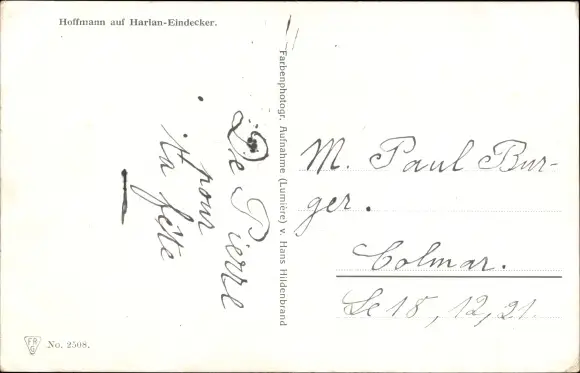 Hoffmann auf Harlan-Eindecker.
De Pierre
pour
ta fête
Farbenphotogr. Aufnahme (Lumière) v. Hans Hildenbrand
M. Paul Bur-
ger.
Colmar.
Le 18, 12, 21.
FR
G
No. 2508.